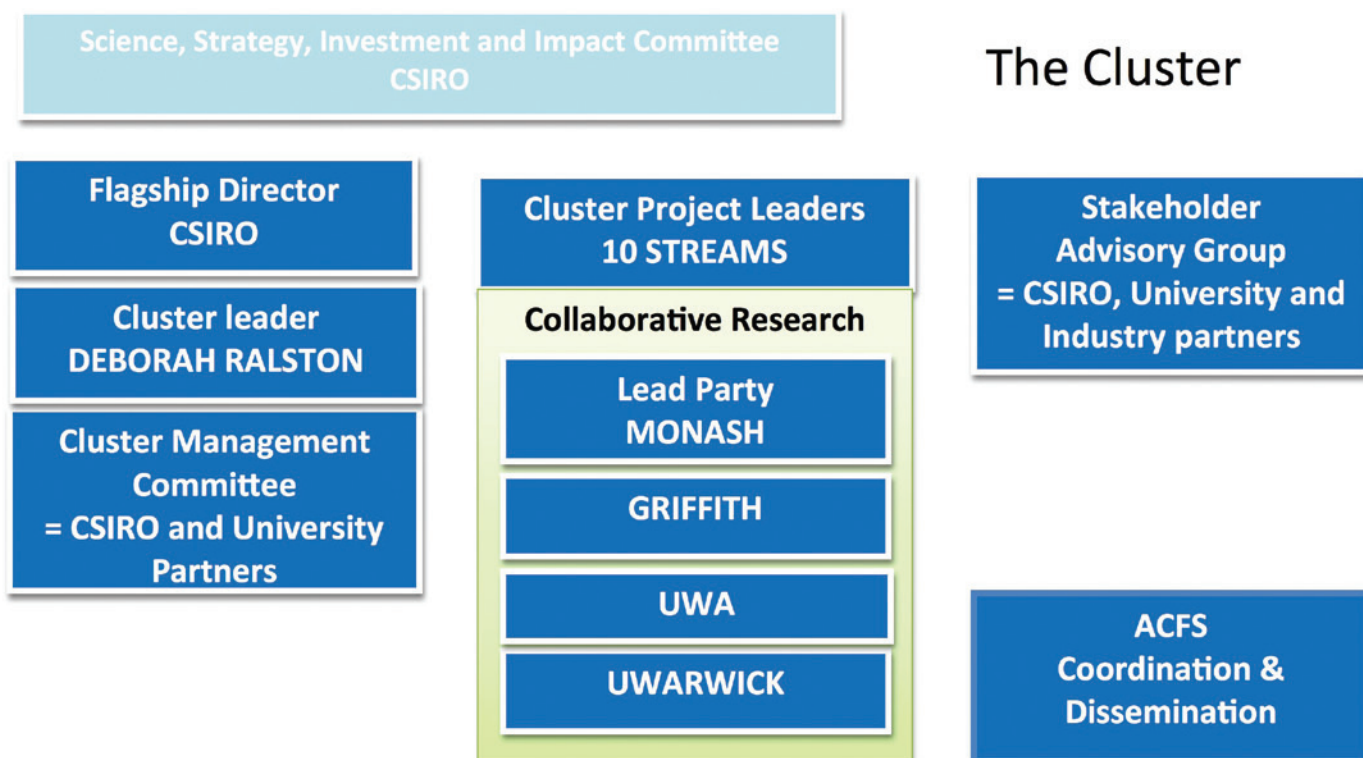 Science, Strategy, Investment and Impact Committee
CSIRO
The Cluster
Flagship Director
CSIRO
Cluster leader
DEBORAH RALSTON
Cluster Management
Committee
= CSIRO and University
Partners
Cluster Project Leaders
10 STREAMS
Collaborative Research
Lead Party
MONASH
GRIFFITH
UWA
UWARWICK
Stakeholder
Advisory Group
= CSIRO, University and
Industry partners
ACFS
Coordination &
Dissemination